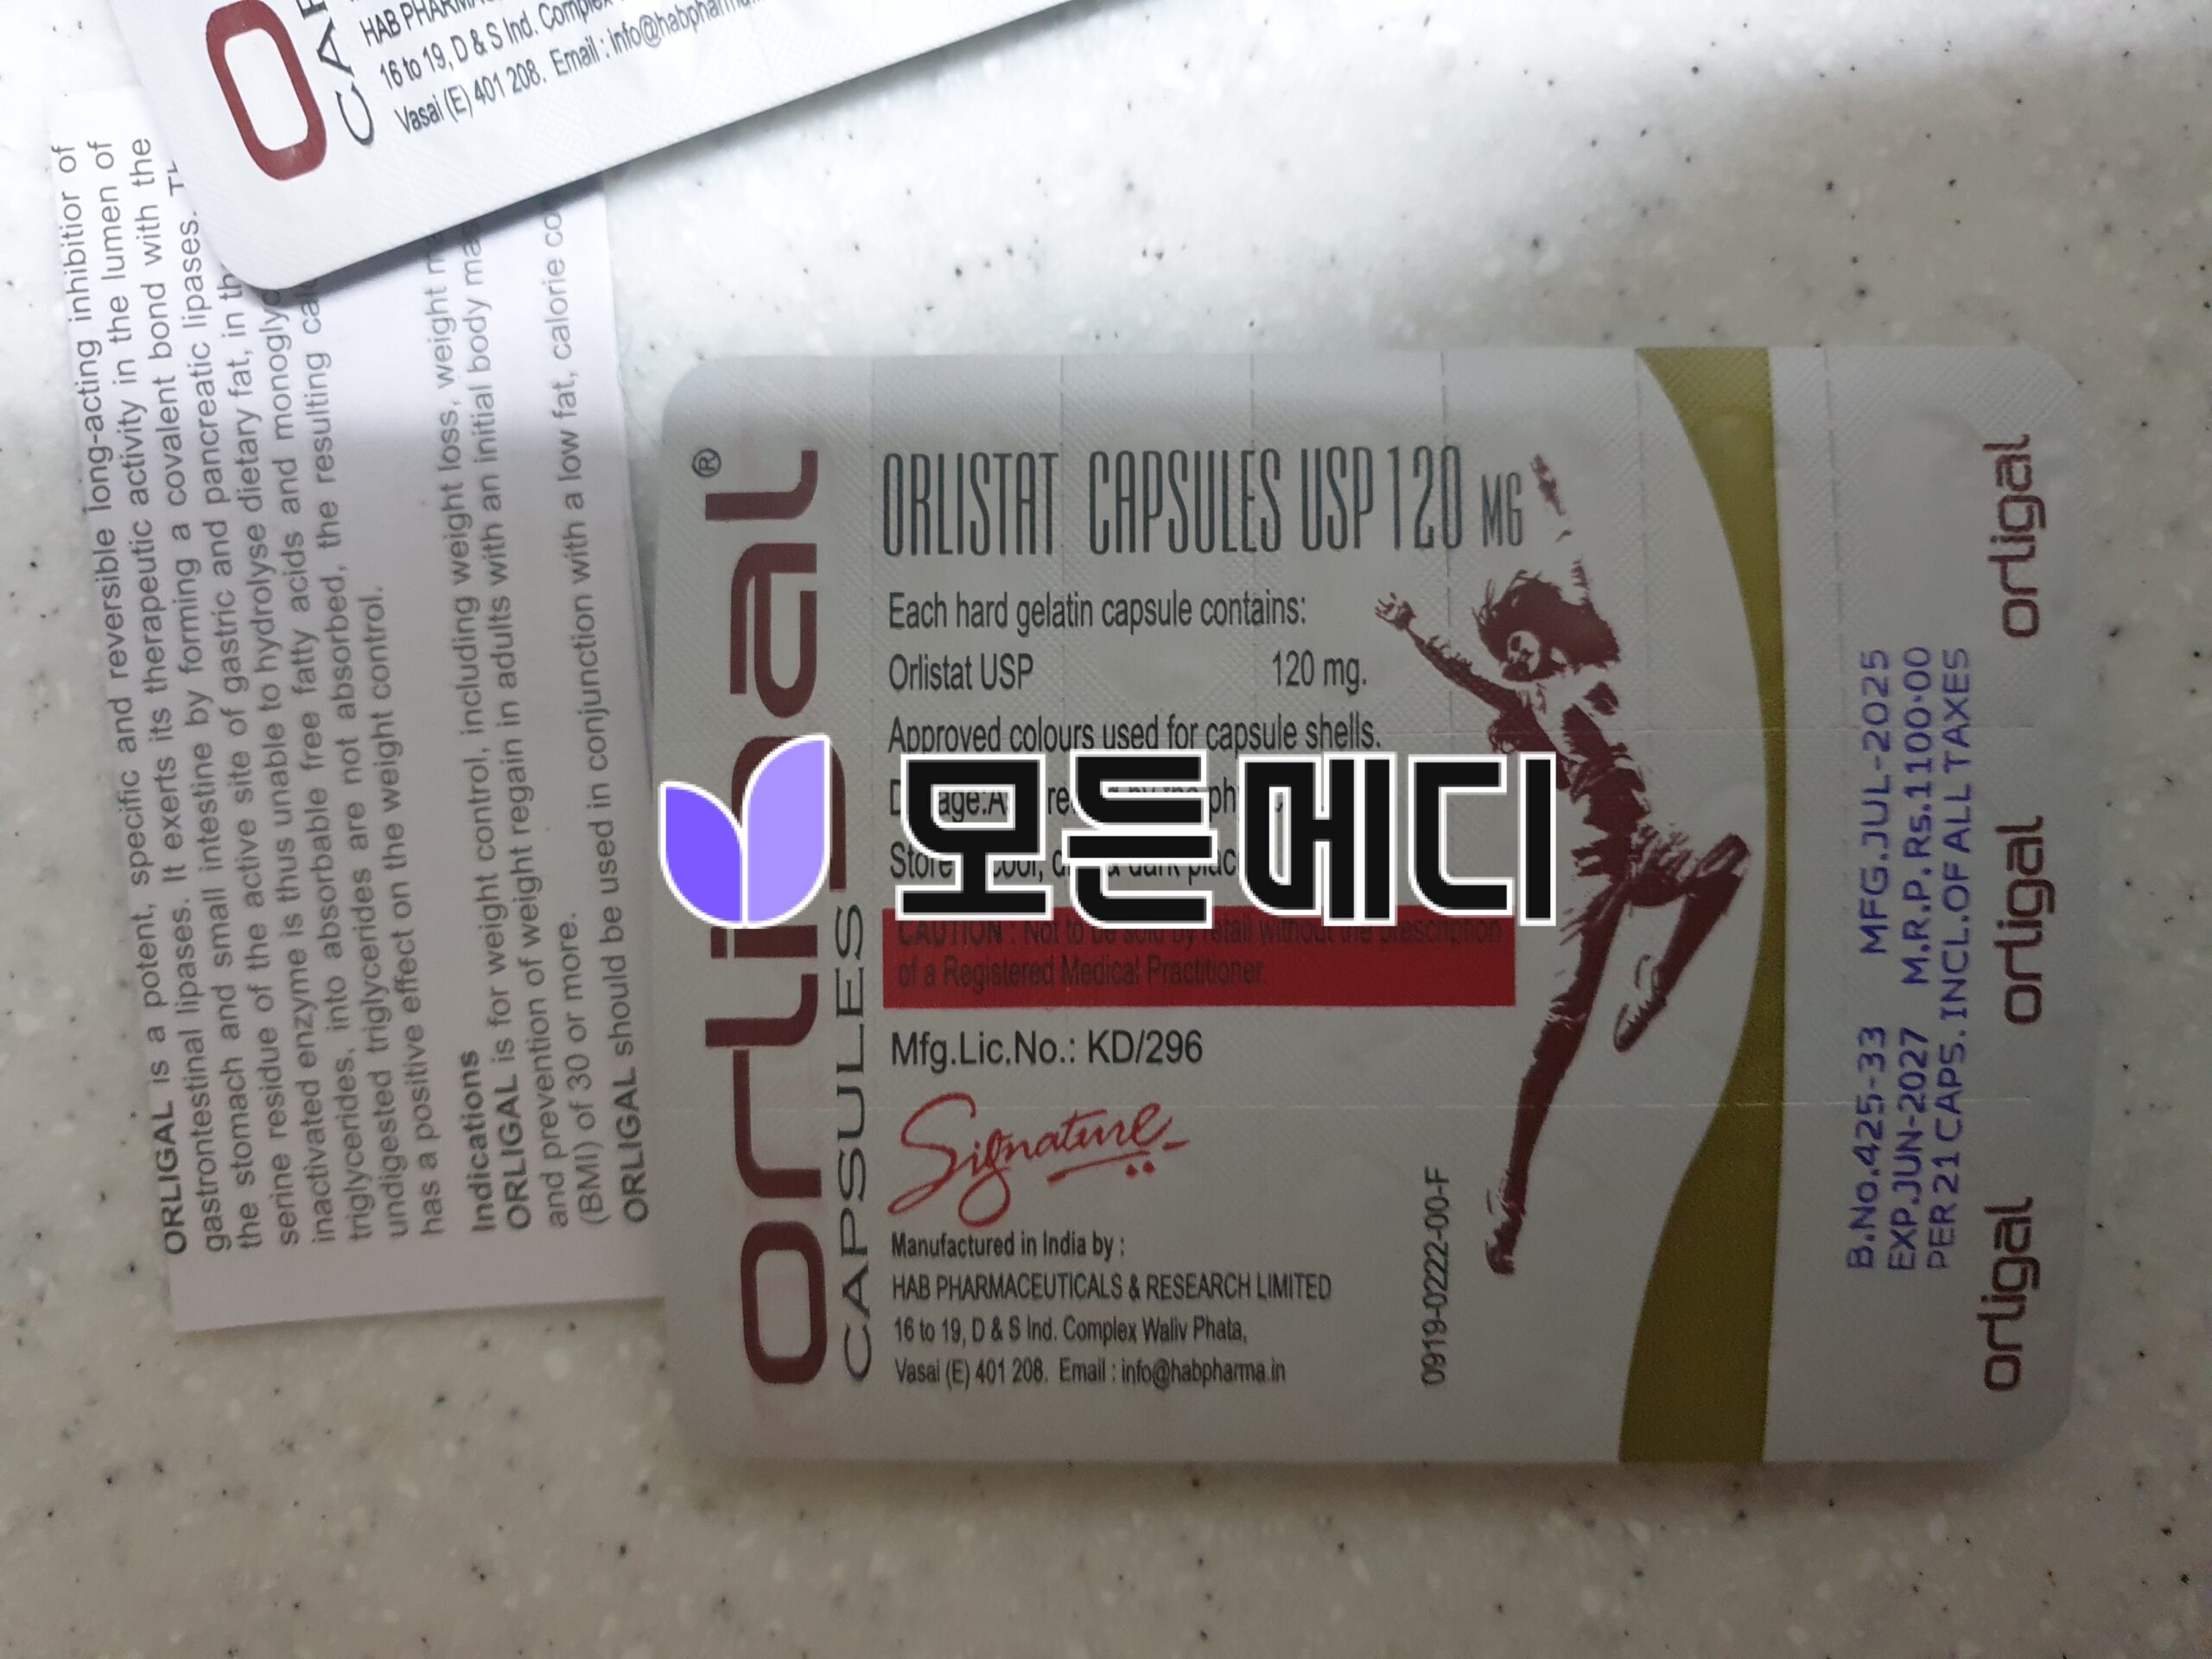 CAP
HAB PHARMA
16 to 19, D & S Ind. Complex
Vasai (E) 401 208. Email : info@habpharma
ORLIGAL is a potent, specific and reversible long-acting inhibitor of
gastrontestinal lipases. It exerts its therapeutic activity in the lumen of
the stomach and small intestine by forming a covalent bond with the
serine residue of the active site of gastric and pancreatic lipases.
inactivated enzyme is thus unable to hydrolyse dietary fat, in
triglycerides, into absorbable free fatty acids and
undigested triglycerides are not absorbed, the resulting
has a positive effect on the weight control.
Indications
ORLIGAL is for weight control, including weight loss, weight
and prevention of weight regain in adults with an initial body
(BMI) of 30 or more.
ORLIGAL should be used in conjunction with a low fat, calorie
orligal®
CAPSULES
ORLISTAT CAPSULES USP 120 MG
Each hard gelatin capsule contains:
Orlistat USP 120 mg.
Approved colours used for capsule shells.
모든메디
CAUTION : Not to be sold by retail without the prescription
of a Registered Medical Practitioner.
Mfg.Lic.No.: KD/296
Signature
Manufactured in India by :
HAB PHARMACEUTICALS & RESEARCH LIMITED
16 to 19, D & S Ind. Complex Waliv Phata,
Vasai (E) 401 208. Email : info@habpharma.in
0919-0222-00-F
B.No.425-33 MFG.JUL-2025
EXP.JUN-2027 M.R.P.Rs.1100.00
PER 21 CAPS. INCL.OF ALL TAXES
orligal orligal orligal